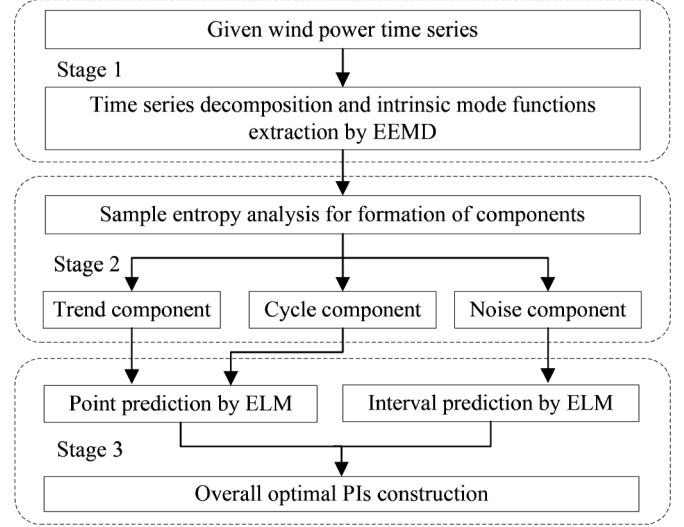 Given wind power time series
Stage 1
Time series decomposition and intrinsic mode functions
extraction by EEMD
Sample entropy analysis for formation of components
Stage 2
Trend component
Cycle component
Noise component
Point prediction by ELM
Interval prediction by ELM
Stage 3
Overall optimal PIs construction